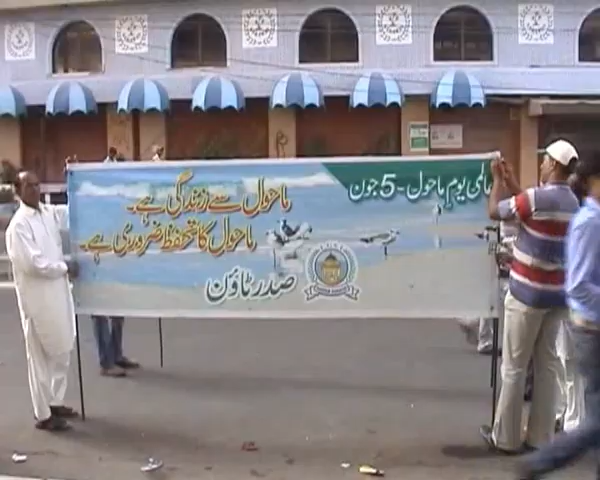 عالمی یومِ ماحول - 5 جون
ماحول سے زندگی ہے۔
ماحول کا تحفظ ضروری ہے۔
صدر ٹاؤن